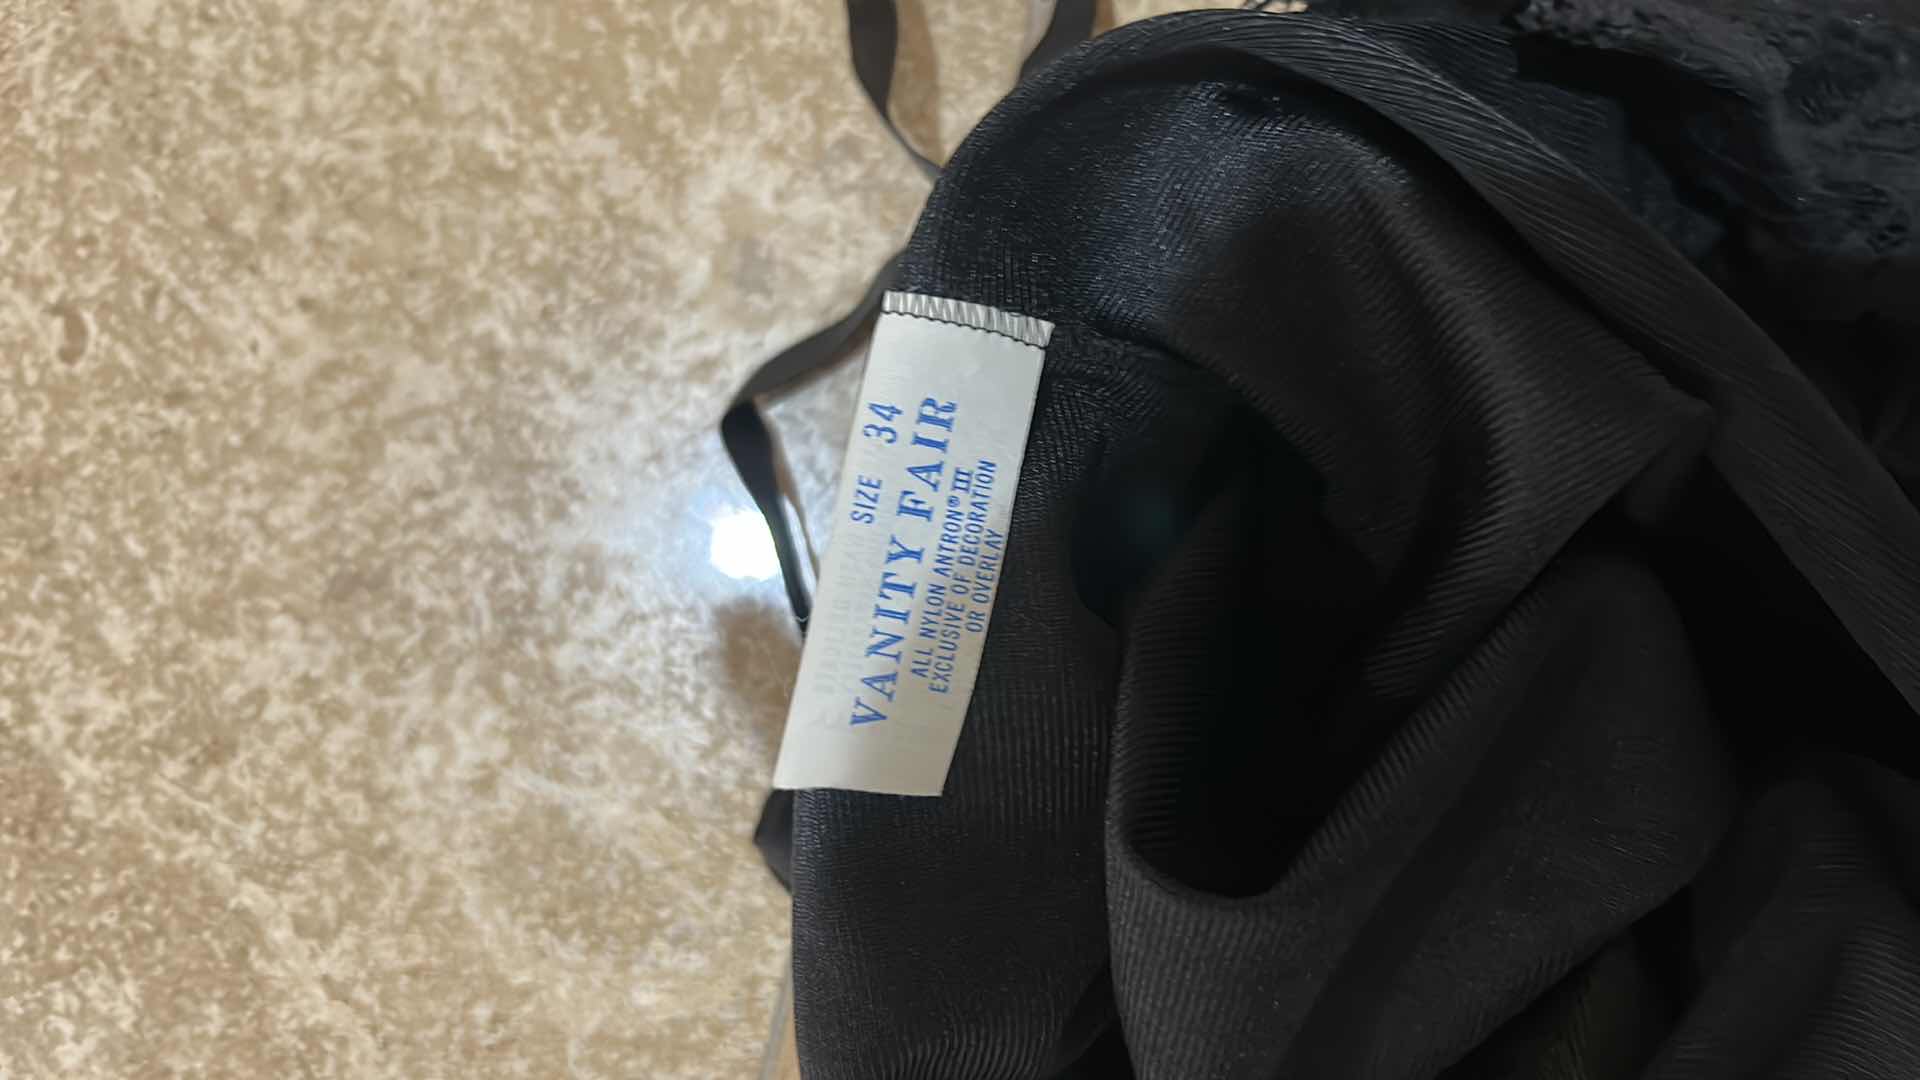 SIZE 34
VANITY FAIR
ALL NYLON ANTRON® III
EXCLUSIVE OF DECORATION
OR OVERLAY